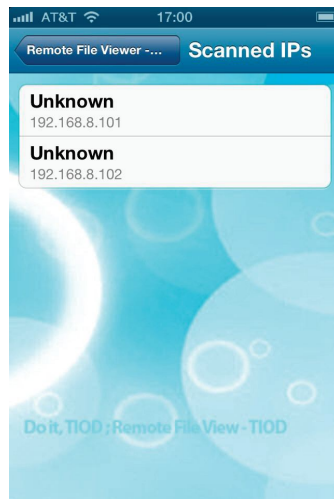 AT&T 17:00
Remote File Viewer -... Scanned IPs
Unknown
192.168.8.101
Unknown
192.168.8.102
Do it, TIOD ; Remote File View - TIOD